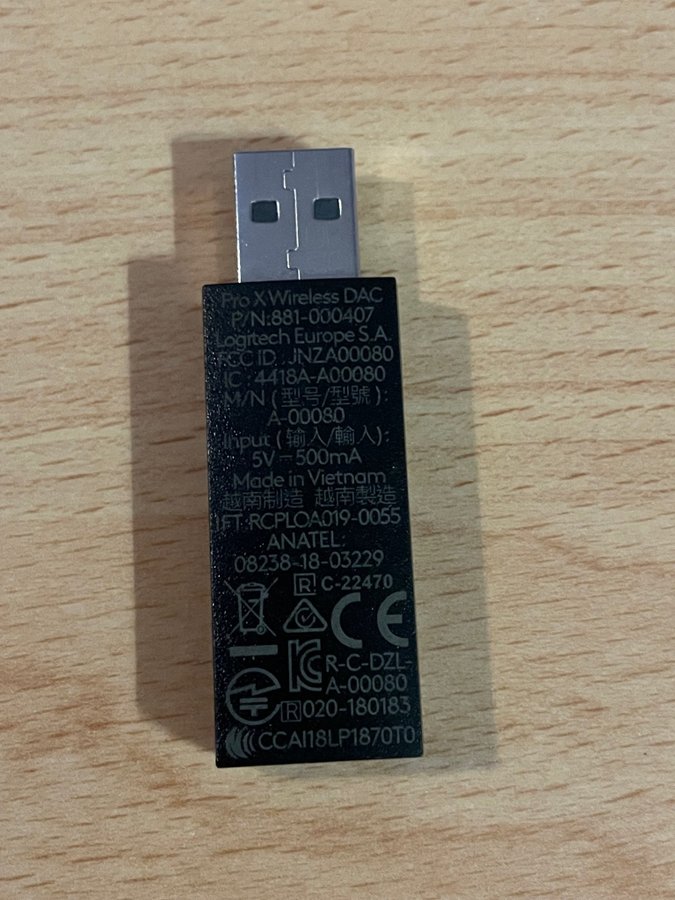 Pro X Wireless DAC
P/N:881-000407
Logitech Europe S.A.
FCC ID : JNZA00080
IC : 4418A-A00080
M/N ( 型号/型號 )
A-00080
Input ( 输入/輸入):
5V⎓500mA
Made in Vietnam
越南制造 越南製造
IFT:RCPLOA019-0055
ANATEL:
08238-18-03229
R C-22470
CE
R-C-DZL-
A-00080
R 020-180183
CCAI18LP1870T0